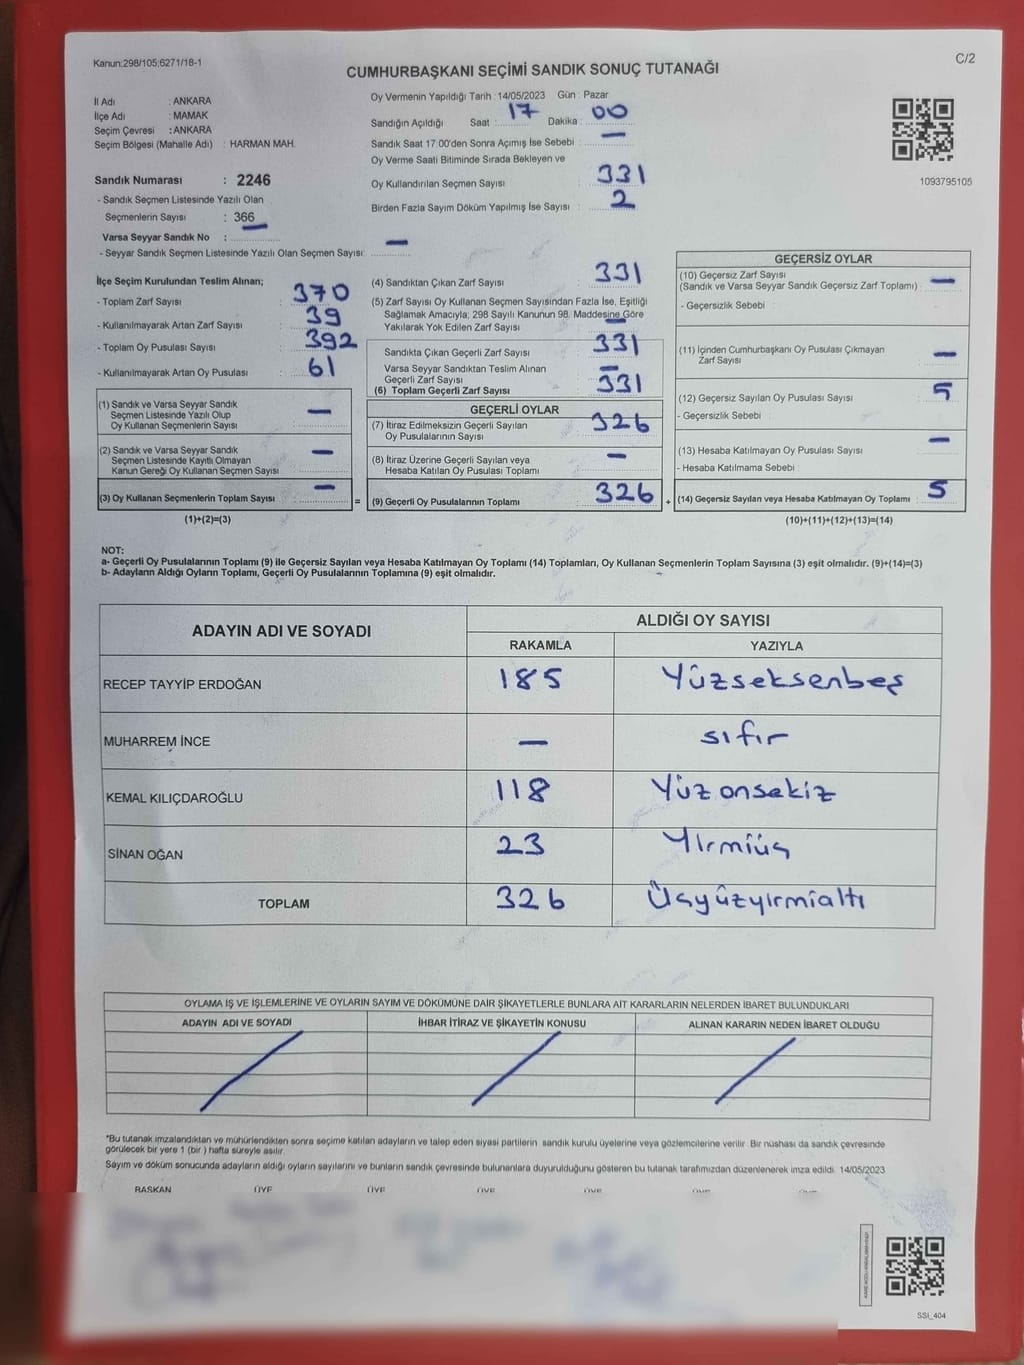 Kanun:298/105;6271/18-1
C/2
CUMHURBAŞKANI SEÇİMİ SANDIK SONUÇ TUTANAĞI
İl Adı : ANKARA
İlçe Adı : MAMAK
Seçim Çevresi : ANKARA
Seçim Bölgesi (Mahalle Adı) : HARMAN MAH.
Sandık Numarası : 2246
- Sandık Seçmen Listesinde Yazılı Olan
Seçmenlerin Sayısı : 366
Varsa Seyyar Sandık No :
- Seyyar Sandık Seçmen Listesinde Yazılı Olan Seçmen Sayısı: —
Oy Vermenin Yapıldığı Tarih : 14/05/2023 Gün : Pazar
Sandığın Açıldığı Saat : 17 Dakika : 00
Sandık Saat 17:00'den Sonra Açımış İse Sebebi : —
Oy Verme Saati Bitiminde Sırada Bekleyen ve
Oy Kullandırılan Seçmen Sayısı : 331
Birden Fazla Sayım Döküm Yapılmış İse Sayısı : 2
1093795105
İlçe Seçim Kurulundan Teslim Alınan;
- Toplam Zarf Sayısı : 370
- Kullanılmayarak Artan Zarf Sayısı : 39
- Toplam Oy Pusulası Sayısı : 392
- Kullanılmayarak Artan Oy Pusulası : 61
(1) Sandık ve Varsa Seyyar Sandık
Seçmen Listesinde Yazılı Olup
Oy Kullanan Seçmenlerin Sayısı : —
(2) Sandık ve Varsa Seyyar Sandık
Seçmen Listesinde Kayıtlı Olmayan
Kanun Gereği Oy Kullanan Seçmen Sayısı : —
(3) Oy Kullanan Seçmenlerin Toplam Sayısı : —
(1)+(2)=(3)
=
(4) Sandıktan Çıkan Zarf Sayısı : 331
(5) Zarf Sayısı Oy Kullanan Seçmen Sayısından Fazla İse, Eşitliği
Sağlamak Amacıyla; 298 Sayılı Kanunun 98. Maddesine Göre
Yakılarak Yok Edilen Zarf Sayısı : —
Sandıkta Çıkan Geçerli Zarf Sayısı : 331
Varsa Seyyar Sandıktan Teslim Alınan
Geçerli Zarf Sayısı : —
(6) Toplam Geçerli Zarf Sayısı : 331
GEÇERLİ OYLAR
(7) İtiraz Edilmeksizin Geçerli Sayılan
Oy Pusulalarının Sayısı : 326
(8) İtiraz Üzerine Geçerli Sayılan veya
Hesaba Katılan Oy Pusulası Toplamı : —
(9) Geçerli Oy Pusulalarının Toplamı : 326
+
GEÇERSİZ OYLAR
(10) Geçersiz Zarf Sayısı
(Sandık ve Varsa Seyyar Sandık Geçersiz Zarf Toplamı) : —
- Geçersizlik Sebebi :
(11) İçinden Cumhurbaşkanı Oy Pusulası Çıkmayan
Zarf Sayısı : —
(12) Geçersiz Sayılan Oy Pusulası Sayısı : 5
- Geçersizlik Sebebi :
(13) Hesaba Katılmayan Oy Pusulası Sayısı : —
- Hesaba Katılmama Sebebi :
(14) Geçersiz Sayılan veya Hesaba Katılmayan Oy Toplamı : 5
(10)+(11)+(12)+(13)=(14)
NOT:
a- Geçerli Oy Pusulalarının Toplamı (9) ile Geçersiz Sayılan veya Hesaba Katılmayan Oy Toplamı (14) Toplamları, Oy Kullanan Seçmenlerin Toplam Sayısına (3) eşit olmalıdır. (9)+(14)=(3)
b- Adayların Aldığı Oyların Toplamı, Geçerli Oy Pusulalarının Toplamına (9) eşit olmalıdır.
ADAYIN ADI VE SOYADI
ALDIĞI OY SAYISI
RAKAMLA YAZIYLA
RECEP TAYYİP ERDOĞAN 185 Yüzseksenbeş
MUHARREM İNCE — sıfır
KEMAL KILIÇDAROĞLU 118 Yüzonsekiz
SİNAN OĞAN 23 Yirmiüç
TOPLAM 326 Üçyüzyirmialtı
OYLAMA İŞ VE İŞLEMLERİNE VE OYLARIN SAYIM VE DÖKÜMÜNE DAİR ŞİKAYETLERLE BUNLARA AİT KARARLARIN NELERDEN İBARET BULUNDUKLARI
ADAYIN ADI VE SOYADI İHBAR İTİRAZ VE ŞİKAYETİN KONUSU ALINAN KARARIN NEDEN İBARET OLDUĞU
*Bu tutanak imzalandıktan ve mühürlendikten sonra seçime katılan adayların ve talep eden siyasi partilerin sandık kurulu üyelerine veya gözlemcilerine verilir. Bir nüshası da sandık çevresinde
görülecek bir yere 1 (bir ) hafta süreyle asılır.
Sayım ve döküm sonucunda adayların aldığı oyların sayılarını ve bunların sandık çevresinde bulunanlara duyurulduğunu gösteren bu tutanak tarafımızdan düzenlenerek imza edildi. 14/05/2023
BAŞKAN ÜYE ÜYE ÜYE ÜYE ÜYE ÜYE
SSI_404